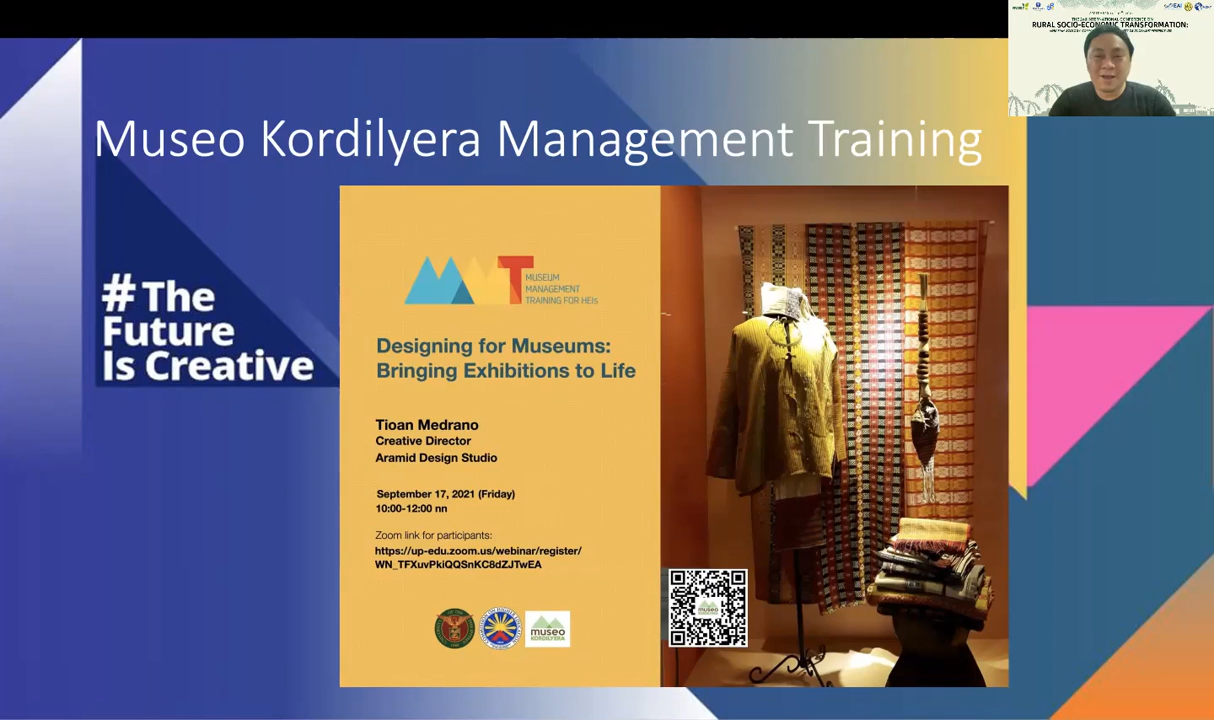 RURAL SOCIO-ECONOMIC TRANSFORMATION:
Museo Kordilyera Management Training
# The
Future
Is Creative
MUSEUM
MANAGEMENT
TRAINING FOR HEIs
Designing for Museums:
Bringing Exhibitions to Life
Tioan Medrano
Creative Director
Aramid Design Studio
September 17, 2021 (Friday)
10:00-12:00 nn
Zoom link for participants:
https://up-edu.zoom.us/webinar/register/
WN_TFXuvPkiQQSnKC8dZJTwEA
museo
KORDILYERA